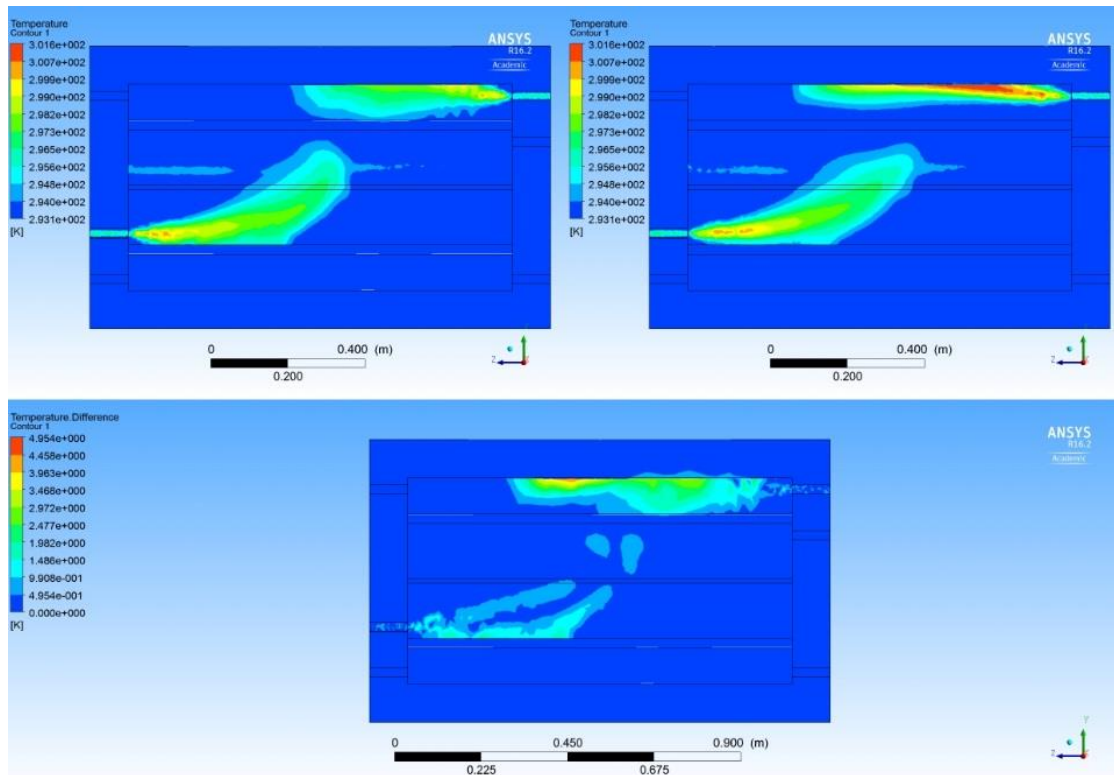 Temperature
Contour 1
3.016e+002
3.007e+002
2.999e+002
2.990e+002
2.982e+002
2.973e+002
2.965e+002
2.956e+002
2.948e+002
2.940e+002
2.931e+002
[K]
ANSYS
R16.2
Academic
0 0.400 (m)
0.200
Z
Temperature
Contour 1
3.016e+002
3.007e+002
2.999e+002
2.990e+002
2.982e+002
2.973e+002
2.965e+002
2.956e+002
2.948e+002
2.940e+002
2.931e+002
[K]
ANSYS
R16.2
Academic
0 0.400 (m)
0.200
Z
Temperature.Difference
Contour 1
4.954e+000
4.458e+000
3.963e+000
3.468e+000
2.972e+000
2.477e+000
1.982e+000
1.486e+000
9.908e-001
4.954e-001
0.000e+000
[K]
ANSYS
R16.2
Academic
0 0.450 0.900 (m)
0.225 0.675
Y
Z